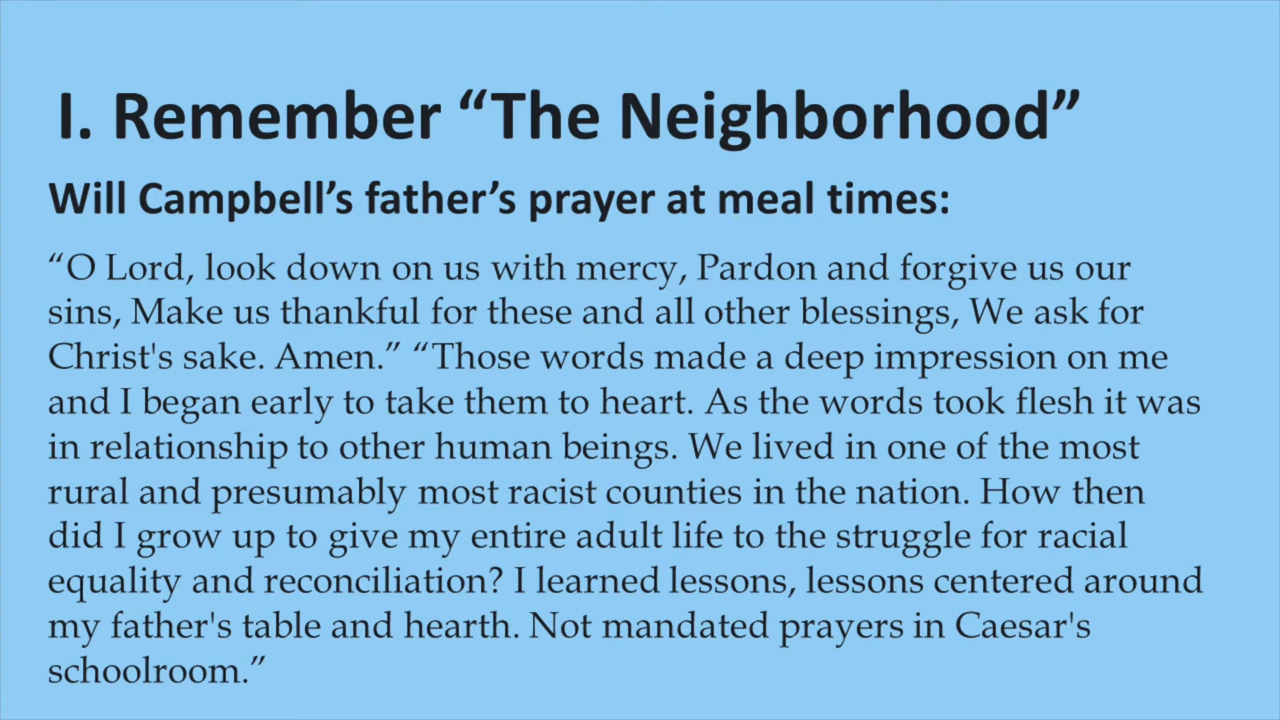 I. Remember “The Neighborhood”
Will Campbell’s father’s prayer at meal times:
“O Lord, look down on us with mercy, Pardon and forgive us our
sins, Make us thankful for these and all other blessings, We ask for
Christ's sake. Amen.” “Those words made a deep impression on me
and I began early to take them to heart. As the words took flesh it was
in relationship to other human beings. We lived in one of the most
rural and presumably most racist counties in the nation. How then
did I grow up to give my entire adult life to the struggle for racial
equality and reconciliation? I learned lessons, lessons centered around
my father's table and hearth. Not mandated prayers in Caesar's
schoolroom.”